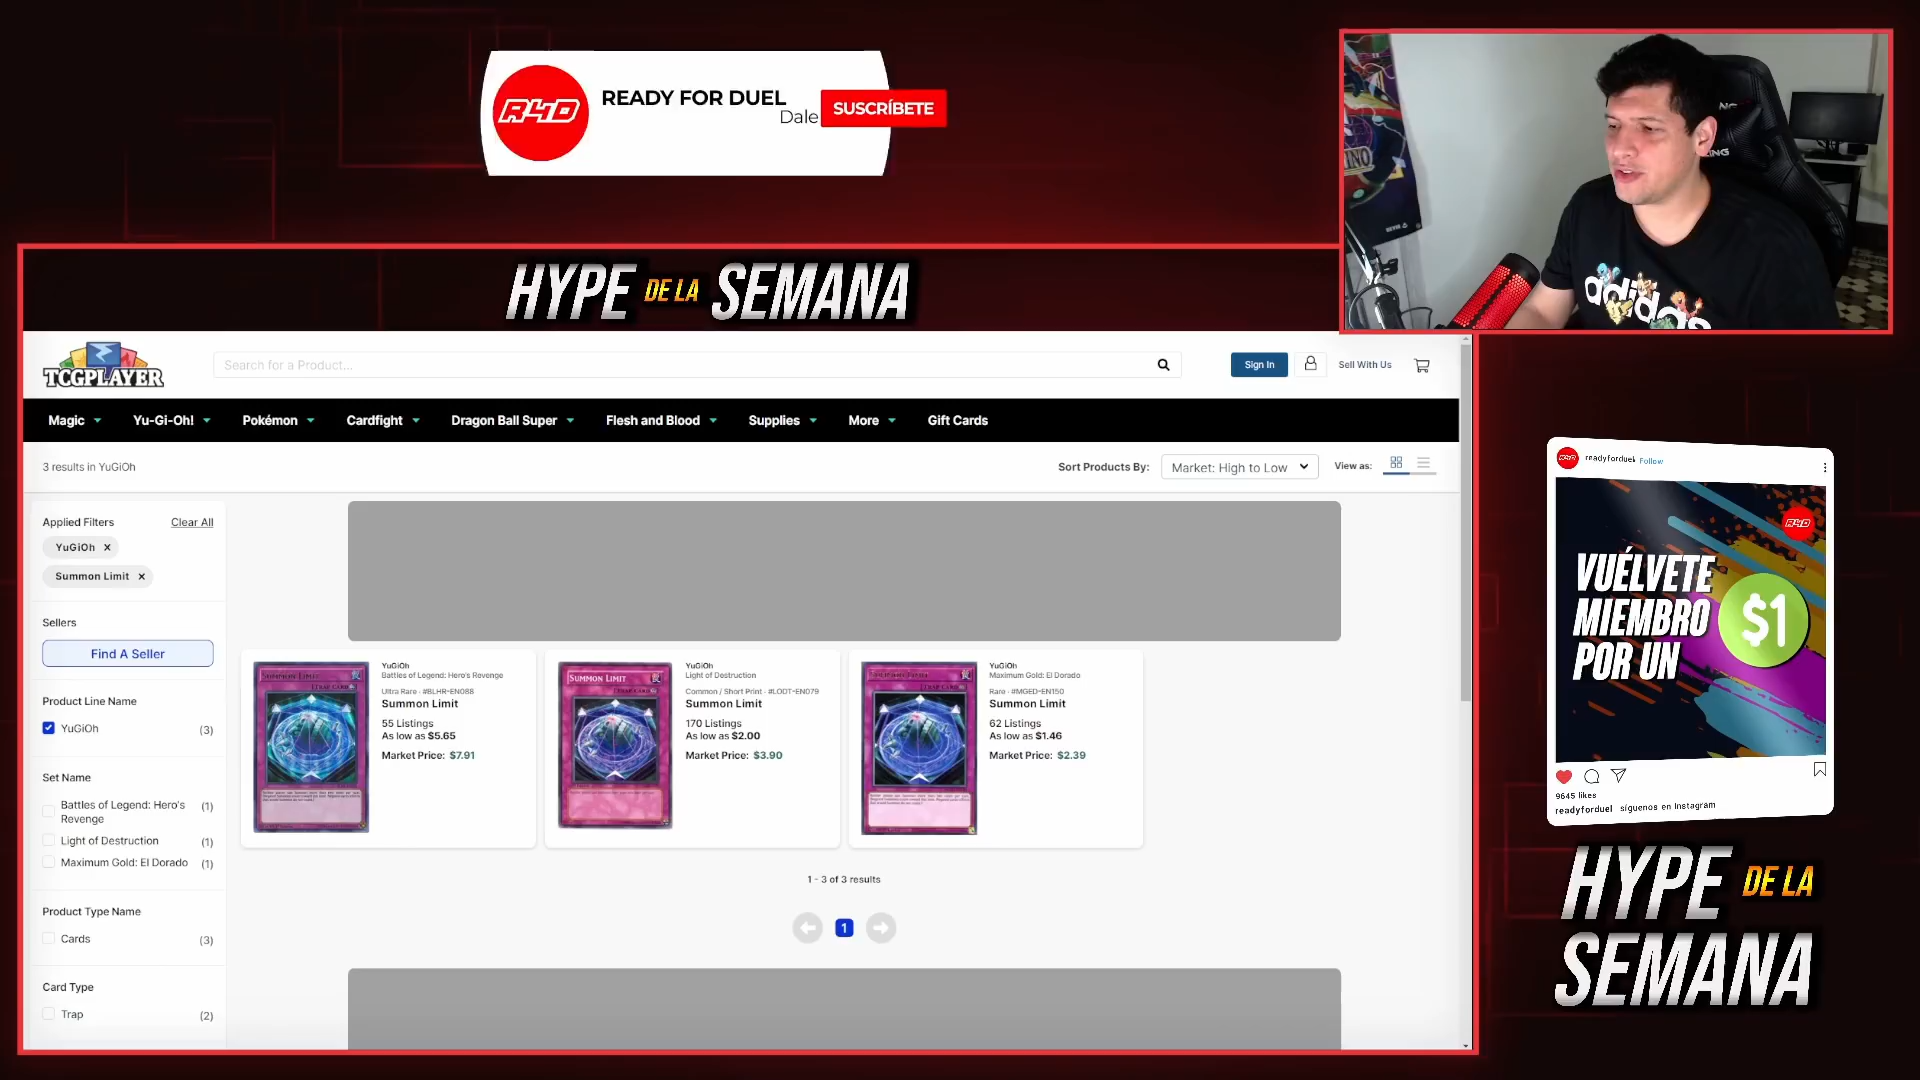 R4D
READY FOR DUEL
Dale SUSCRÍBETE
HYPE DE LA SEMANA
TCGPLAYER
Search for a Product...
Sign In
Sell With Us
Magic
Yu-Gi-Oh!
Pokémon
Cardfight
Dragon Ball Super
Flesh and Blood
Supplies
More
Gift Cards
3 results in YuGiOh
Sort Products By:
Market: High to Low
View as:
Applied Filters
Clear All
YuGiOh ×
Summon Limit ×
Sellers
Find A Seller
Product Line Name
YuGiOh (3)
Set Name
Battles of Legend: Hero's (1)
Revenge
Light of Destruction (1)
Maximum Gold: El Dorado (1)
Product Type Name
Cards (3)
Card Type
Trap (2)
SUMMON LIMIT
YuGiOh
Battles of Legend: Hero's Revenge
Ultra Rare · #BLHR-EN088
Summon Limit
55 Listings
As low as $5.65
Market Price: $7.91
SUMMON LIMIT
YuGiOh
Light of Destruction
Common / Short Print · #LODT-EN079
Summon Limit
170 Listings
As low as $2.00
Market Price: $3.90
YuGiOh
Maximum Gold: El Dorado
Rare · #MGED-EN150
Summon Limit
62 Listings
As low as $1.46
Market Price: $2.39
1 - 3 of 3 results
1
adidas
readyforduel Follow
R4D
VUÉLVETE
MIEMBRO
POR UN
$1
9645 likes
readyforduel síguenos en Instagram
HYPE DE LA
SEMANA